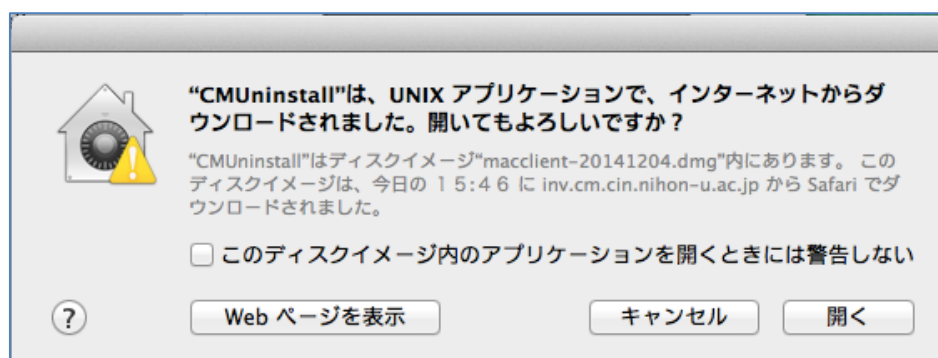 “CMUninstall”は、UNIX アプリケーションで、インターネットからダ
ウンロードされました。開いてもよろしいですか？
“CMUninstall”はディスクイメージ“macclient-20141204.dmg”内にあります。 この
ディスクイメージは、今日の １５:４６ に inv.cm.cin.nihon-u.ac.jp から Safari でダ
ウンロードされました。
このディスクイメージ内のアプリケーションを開くときには警告しない
? Web ページを表示 キャンセル 開く